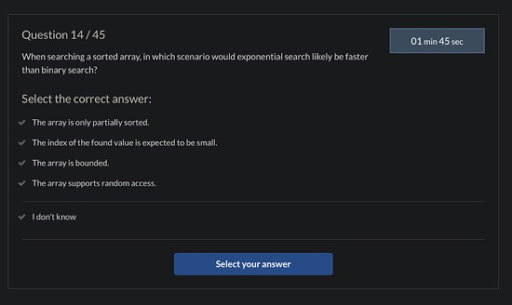 Question 14 / 45
01 min 45 sec
When searching a sorted array, in which scenario would exponential search likely be faster
than binary search?
Select the correct answer:
The array is only partially sorted.
The index of the found value is expected to be small.
The array is bounded.
The array supports random access.
I don't know
Select your answer